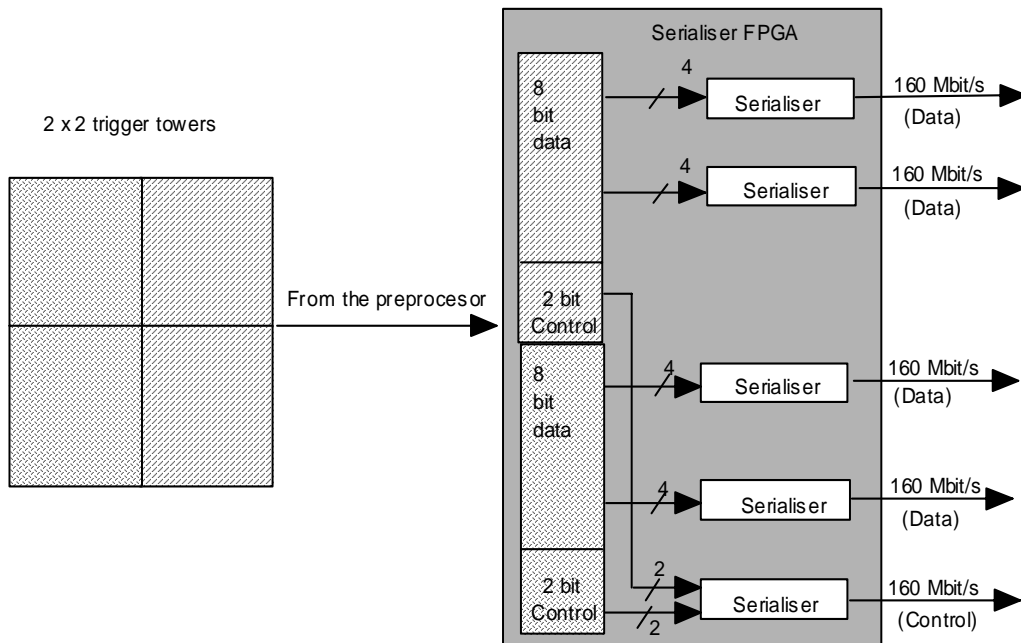 Serialiser FPGA
2 x 2 trigger towers
From the preprocesor
8
bit
data
2 bit
Control
8
bit
data
2 bit
Control
4
Serialiser
160 Mbit/s
(Data)
4
Serialiser
160 Mbit/s
(Data)
4
Serialiser
160 Mbit/s
(Data)
4
Serialiser
160 Mbit/s
(Data)
2
2
Serialiser
160 Mbit/s
(Control)